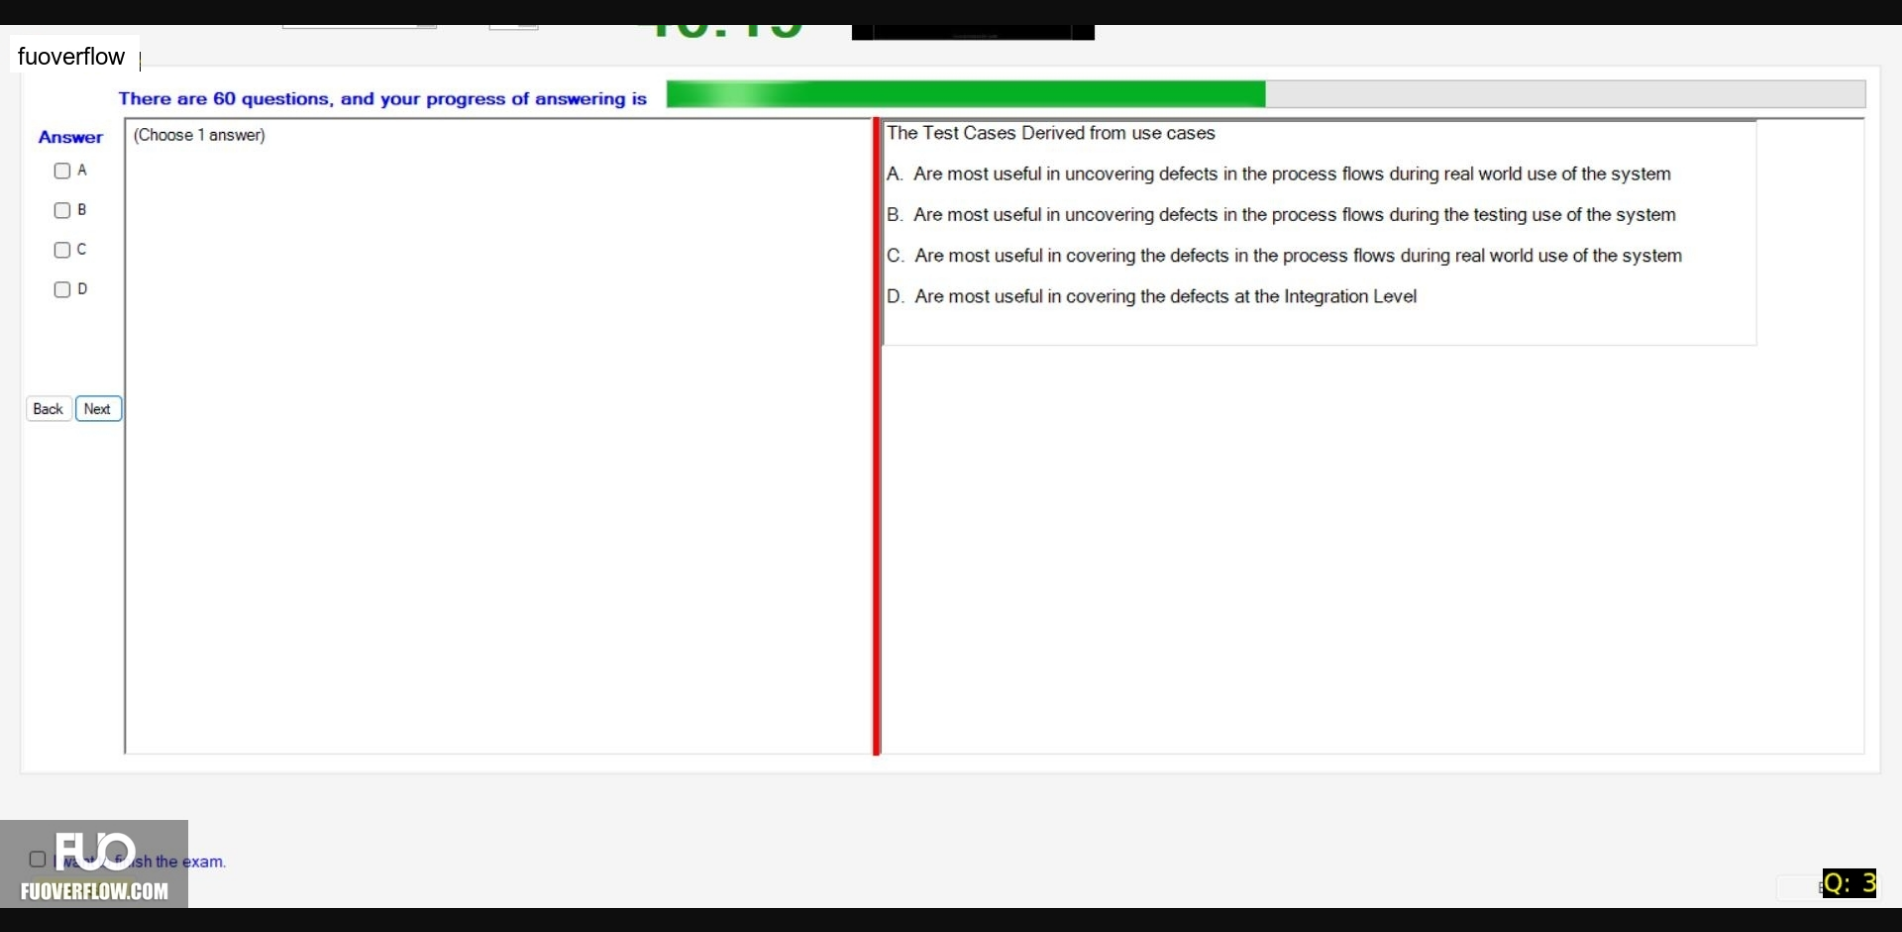 fuoverflow
There are 60 questions, and your progress of answering is
Answer
(Choose 1 answer)
A
B
C
D
Back
Next
The Test Cases Derived from use cases
A. Are most useful in uncovering defects in the process flows during real world use of the system
B. Are most useful in uncovering defects in the process flows during the testing use of the system
C. Are most useful in covering the defects in the process flows during real world use of the system
D. Are most useful in covering the defects at the Integration Level
FUO
the exam.
FUOVERFLOW.COM
Q: 3